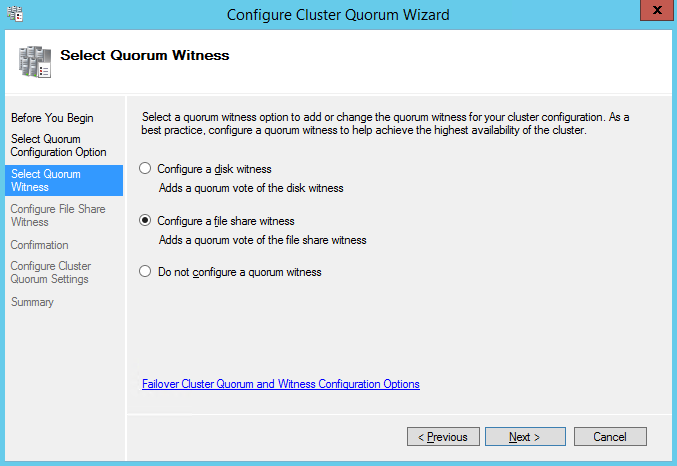 Configure Cluster Quorum Wizard
x
Select Quorum Witness
Before You Begin
Select Quorum
Configuration Option
Select Quorum
Witness
Configure File Share
Witness
Confirmation
Configure Cluster
Quorum Settings
Summary
Select a quorum witness option to add or change the quorum witness for your cluster configuration. As a
best practice, configure a quorum witness to help achieve the highest availability of the cluster.
Configure a disk witness
Adds a quorum vote of the disk witness
Configure a file share witness
Adds a quorum vote of the file share witness
Do not configure a quorum witness
Failover Cluster Quorum and Witness Configuration Options
< Previous
Next >
Cancel